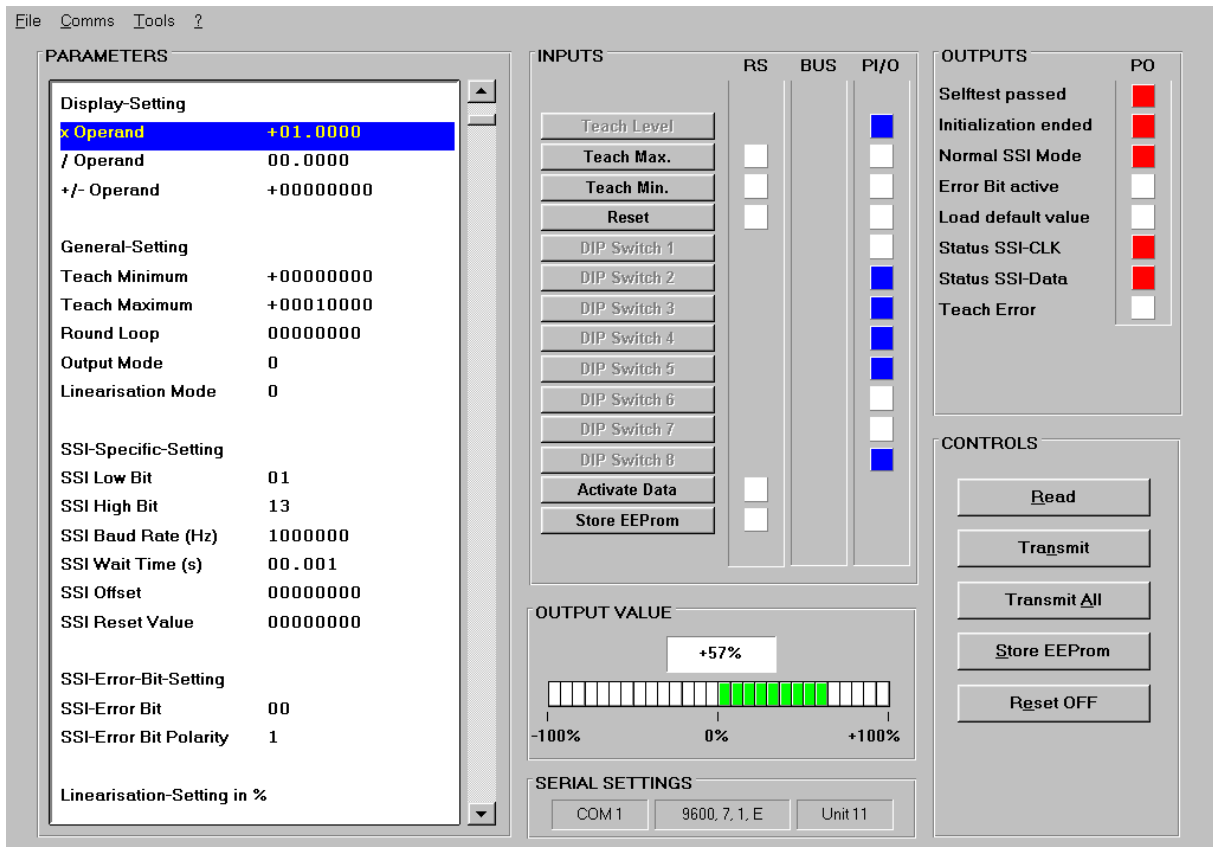 File Comms Tools ?
PARAMETERS
Display-Setting
x Operand +01.0000
/ Operand 00.0000
+/- Operand +00000000
General-Setting
Teach Minimum +00000000
Teach Maximum +00010000
Round Loop 00000000
Output Mode 0
Linearisation Mode 0
SSI-Specific-Setting
SSI Low Bit 01
SSI High Bit 13
SSI Baud Rate (Hz) 1000000
SSI Wait Time (s) 00.001
SSI Offset 00000000
SSI Reset Value 00000000
SSI-Error-Bit-Setting
SSI-Error Bit 00
SSI-Error Bit Polarity 1
Linearisation-Setting in %
INPUTS
RS BUS PI/O
Teach Level
Teach Max.
Teach Min.
Reset
DIP Switch 1
DIP Switch 2
DIP Switch 3
DIP Switch 4
DIP Switch 5
DIP Switch 6
DIP Switch 7
DIP Switch 8
Activate Data
Store EEProm
OUTPUT VALUE
+57%
-100% 0% +100%
SERIAL SETTINGS
COM 1 9600, 7, 1, E Unit 11
OUTPUTS
PO
Selftest passed
Initialization ended
Normal SSI Mode
Error Bit active
Load default value
Status SSI-CLK
Status SSI-Data
Teach Error
CONTROLS
Read
Transmit
Transmit All
Store EEProm
Reset OFF